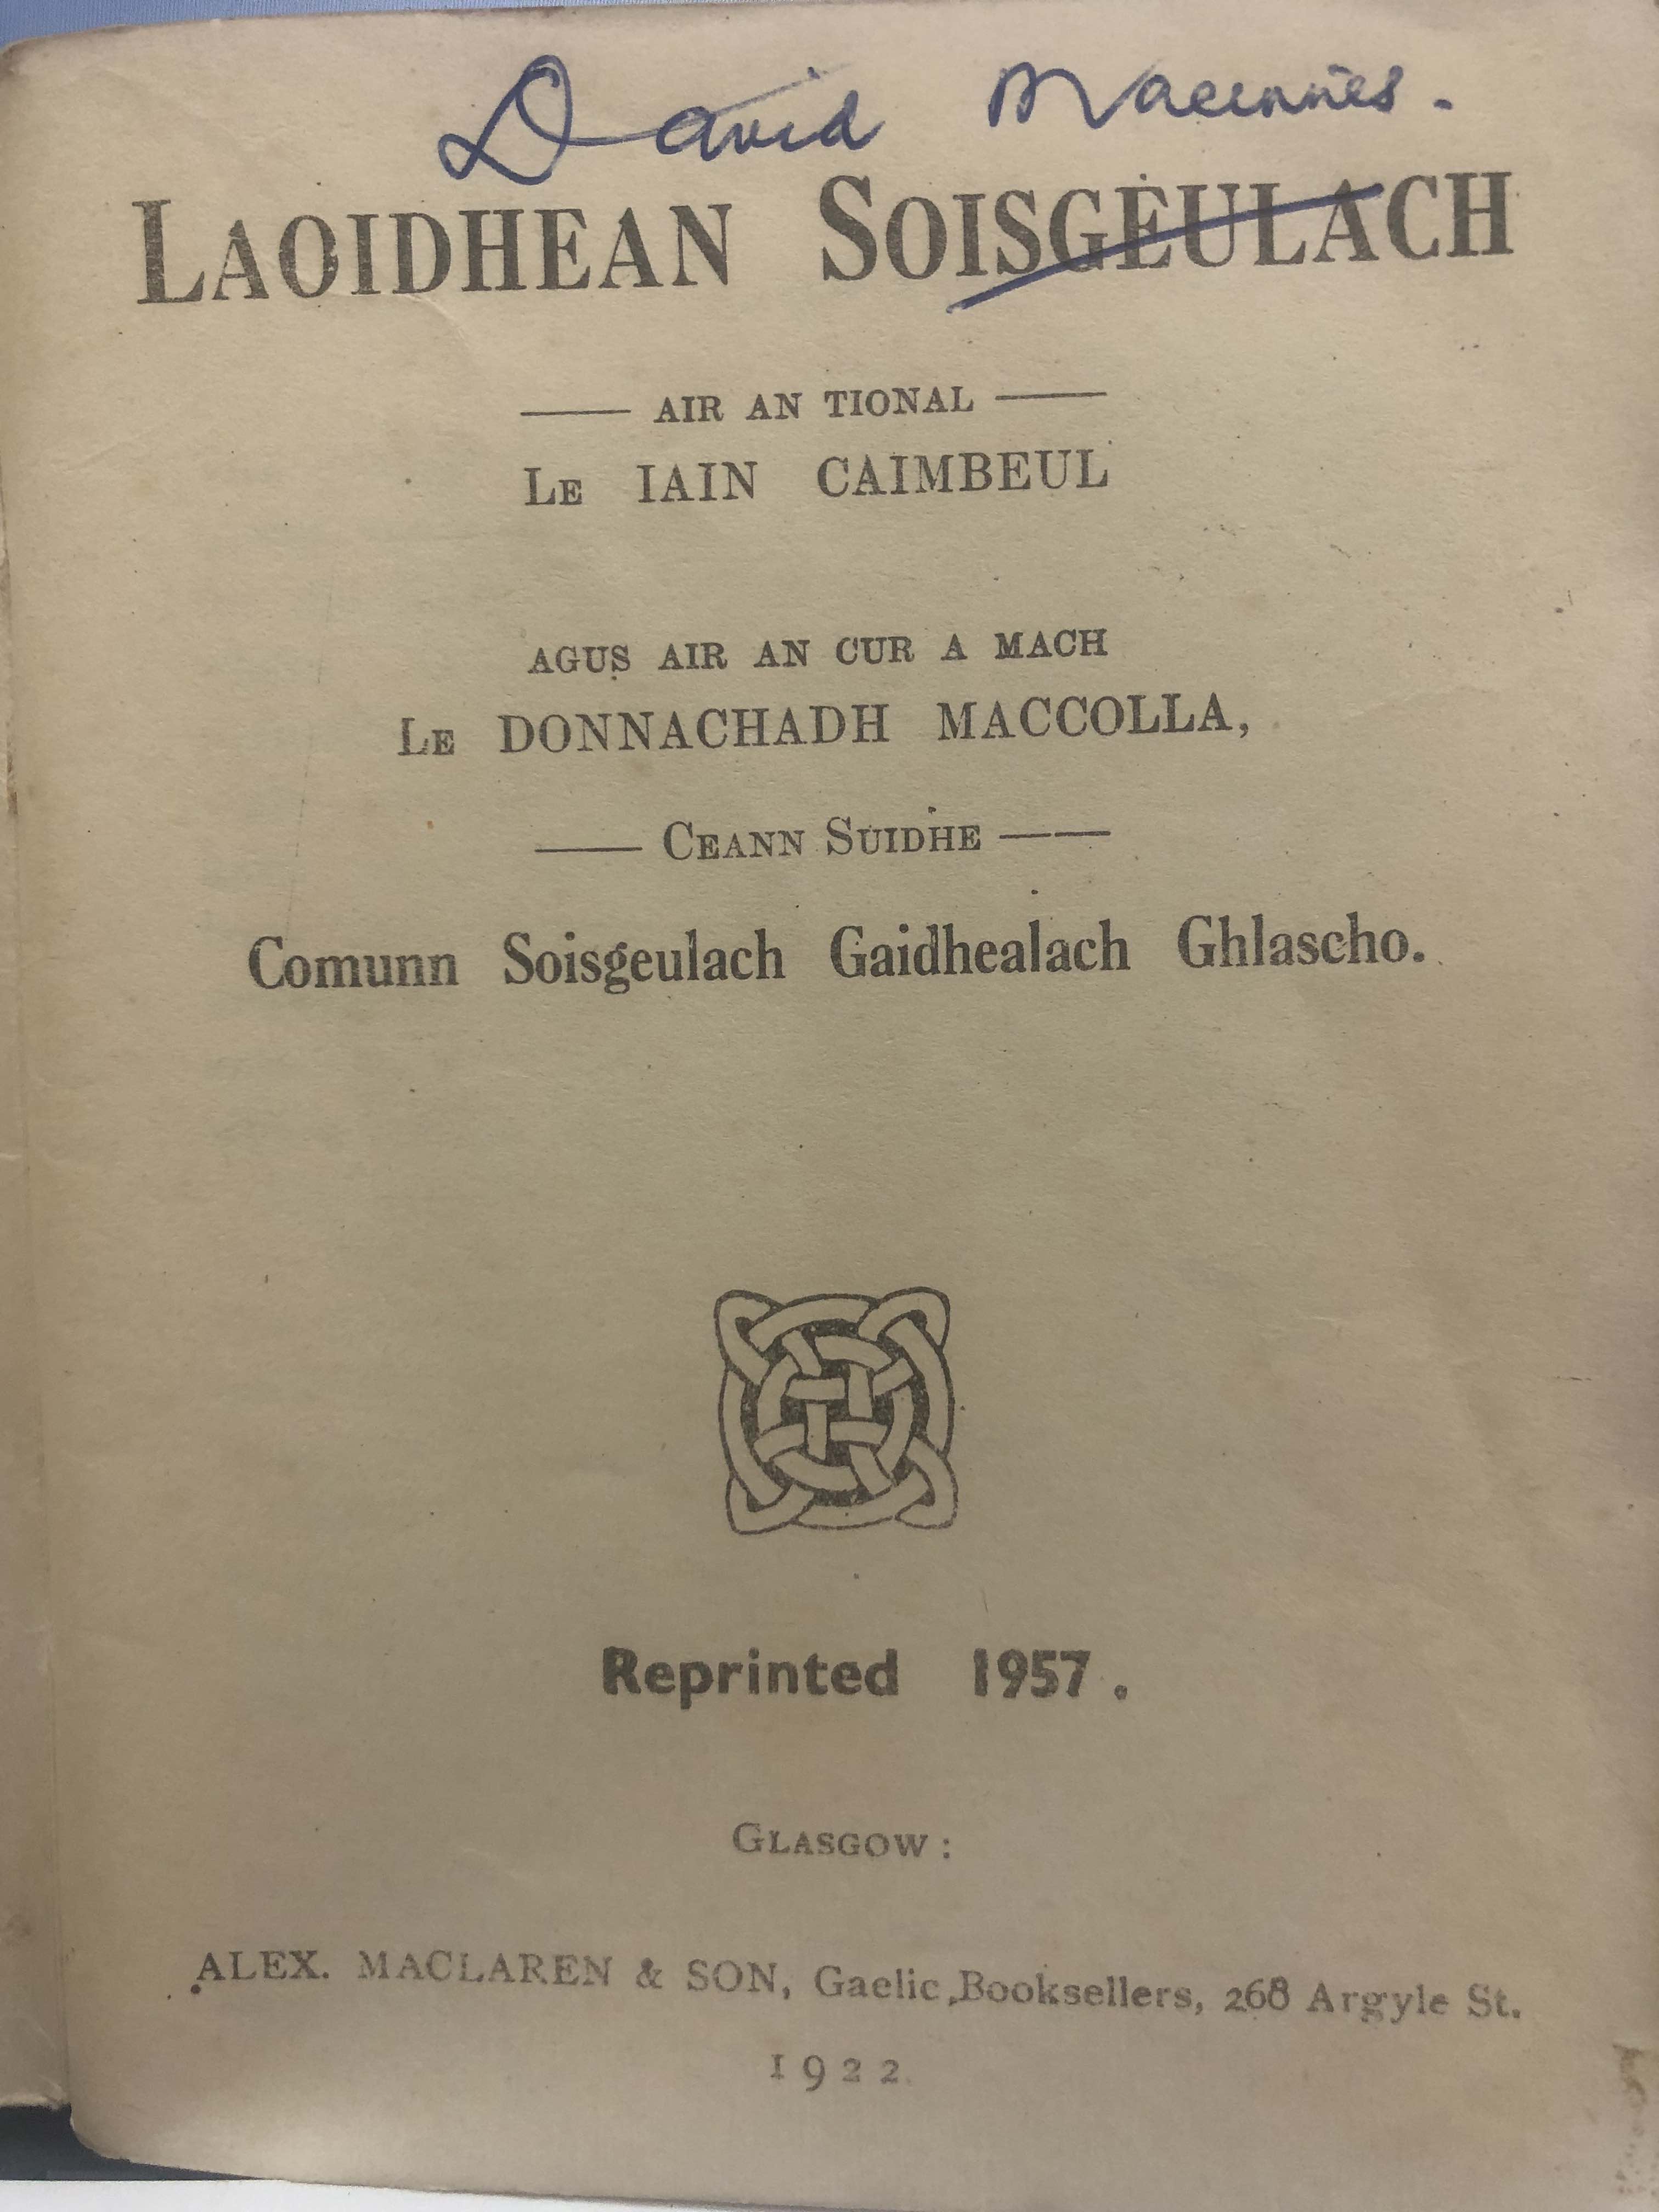 David Macinnes.
LAOIDHEAN SOISGEULACH
AIR AN TIONAL
LE IAIN CAIMBEUL
AGUS AIR AN CUR A MACH
LE DONNACHADH MACCOLLA,
CEANN SUIDHE
Comunn Soisgeulach Gaidhealach Ghlascho.
Reprinted 1957.
GLASGOW:
ALEX. MACLAREN & SON, Gaelic Booksellers, 268 Argyle St.
1922